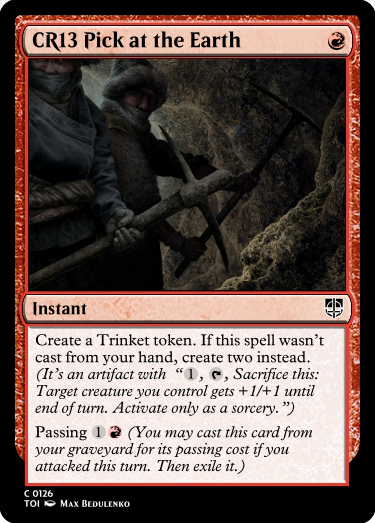 CR13 Pick at the Earth
Instant
Create a Trinket token. If this spell wasn't
cast from your hand, create two instead.
(It's an artifact with “1, , Sacrifice this:
Target creature you control gets +1/+1 until
end of turn. Activate only as a sorcery.”)
Passing 1 (You may cast this card from
your graveyard for its passing cost if you
attacked this turn. Then exile it.)
C 0126
TOI Max Bedulenko